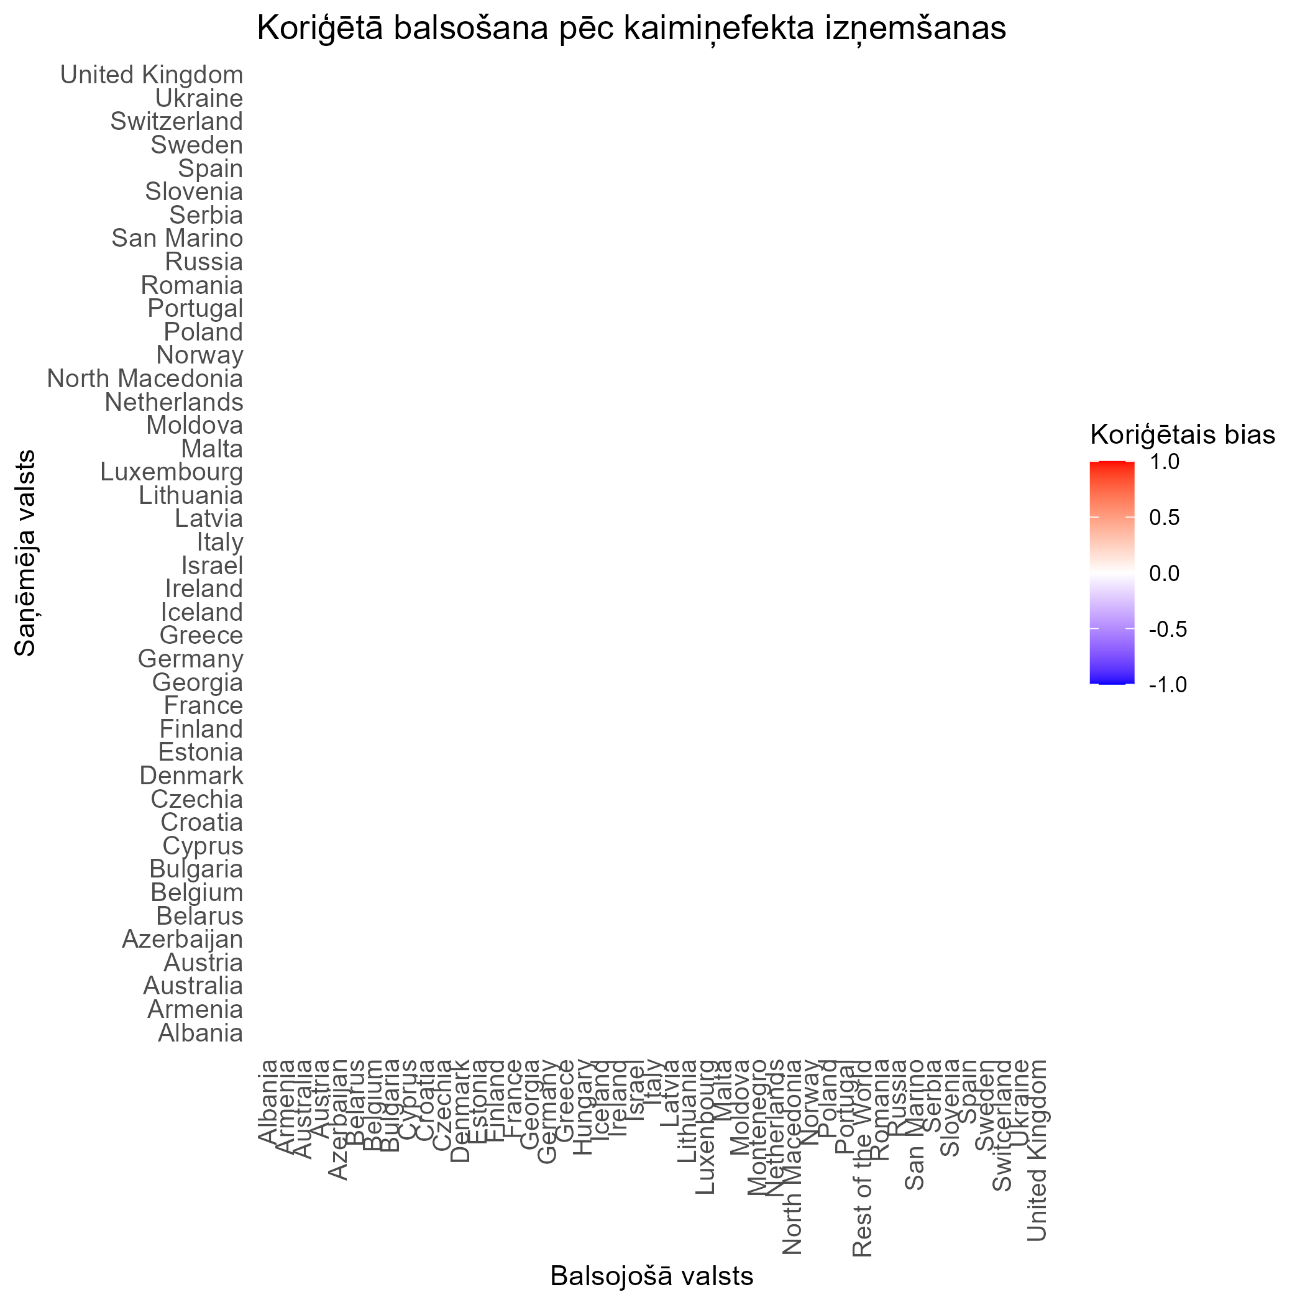 Koriģētā balsošana pēc kaimiņefekta izņemšanas
United Kingdom
Ukraine
Switzerland
Sweden
Spain
Slovenia
Serbia
San Marino
Russia
Romania
Portugal
Poland
Norway
North Macedonia
Netherlands
Moldova
Malta
Luxembourg
Lithuania
Latvia
Italy
Israel
Ireland
Iceland
Greece
Germany
Georgia
France
Finland
Estonia
Denmark
Czechia
Croatia
Cyprus
Bulgaria
Belgium
Belarus
Azerbaijan
Austria
Australia
Armenia
Albania
Saņēmēja valsts
Albania
Armenia
Australia
Austria
Azerbaijan
Belarus
Belgium
Bulgaria
Cyprus
Croatia
Czechia
Denmark
Estonia
Finland
France
Georgia
Germany
Greece
Hungary
Iceland
Ireland
Israel
Italy
Latvia
Lithuania
Luxembourg
Malta
Moldova
Montenegro
Netherlands
North Macedonia
Norway
Poland
Portugal
Rest of the World
Romania
Russia
San Marino
Serbia
Slovenia
Spain
Sweden
Switzerland
Ukraine
United Kingdom
Balsojošā valsts
Koriģētais bias
1.0
0.5
0.0
-0.5
-1.0